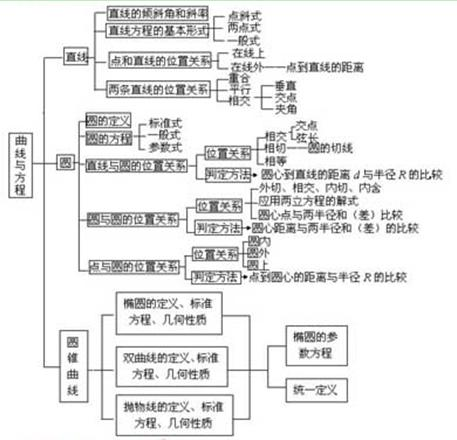 曲线与方程
直线
直线的倾斜角和斜率
直线方程的基本形式
点斜式
两点式
一般式
点和直线的位置关系
在线上
在线外
点到直线的距离
两条直线的位置关系
重合
平行
相交
垂直
交点
夹角
圆
圆的定义
圆的方程
标准式
一般式
参数式
直线与圆的位置关系
位置关系
相交
交点
弦长
相切
圆的切线
相等
判定方法
圆心到直线的距离 d 与半径 R 的比较
圆与圆的位置关系
位置关系
外切、相交、内切、内含
应用两立方程的解式
圆心点与两半径和（差）比较
判定方法
圆心距离与两半径和（差）的比较
点与圆的位置关系
位置关系
圆内
圆外
圆上
判定方法
点到圆心的距离与半径 R 的比较
圆锥曲线
椭圆的定义、标准
方程、几何性质
双曲线的定义、标准
方程、几何性质
抛物线的定义、标准
方程、几何性质
椭圆的参
数方程
统一定义